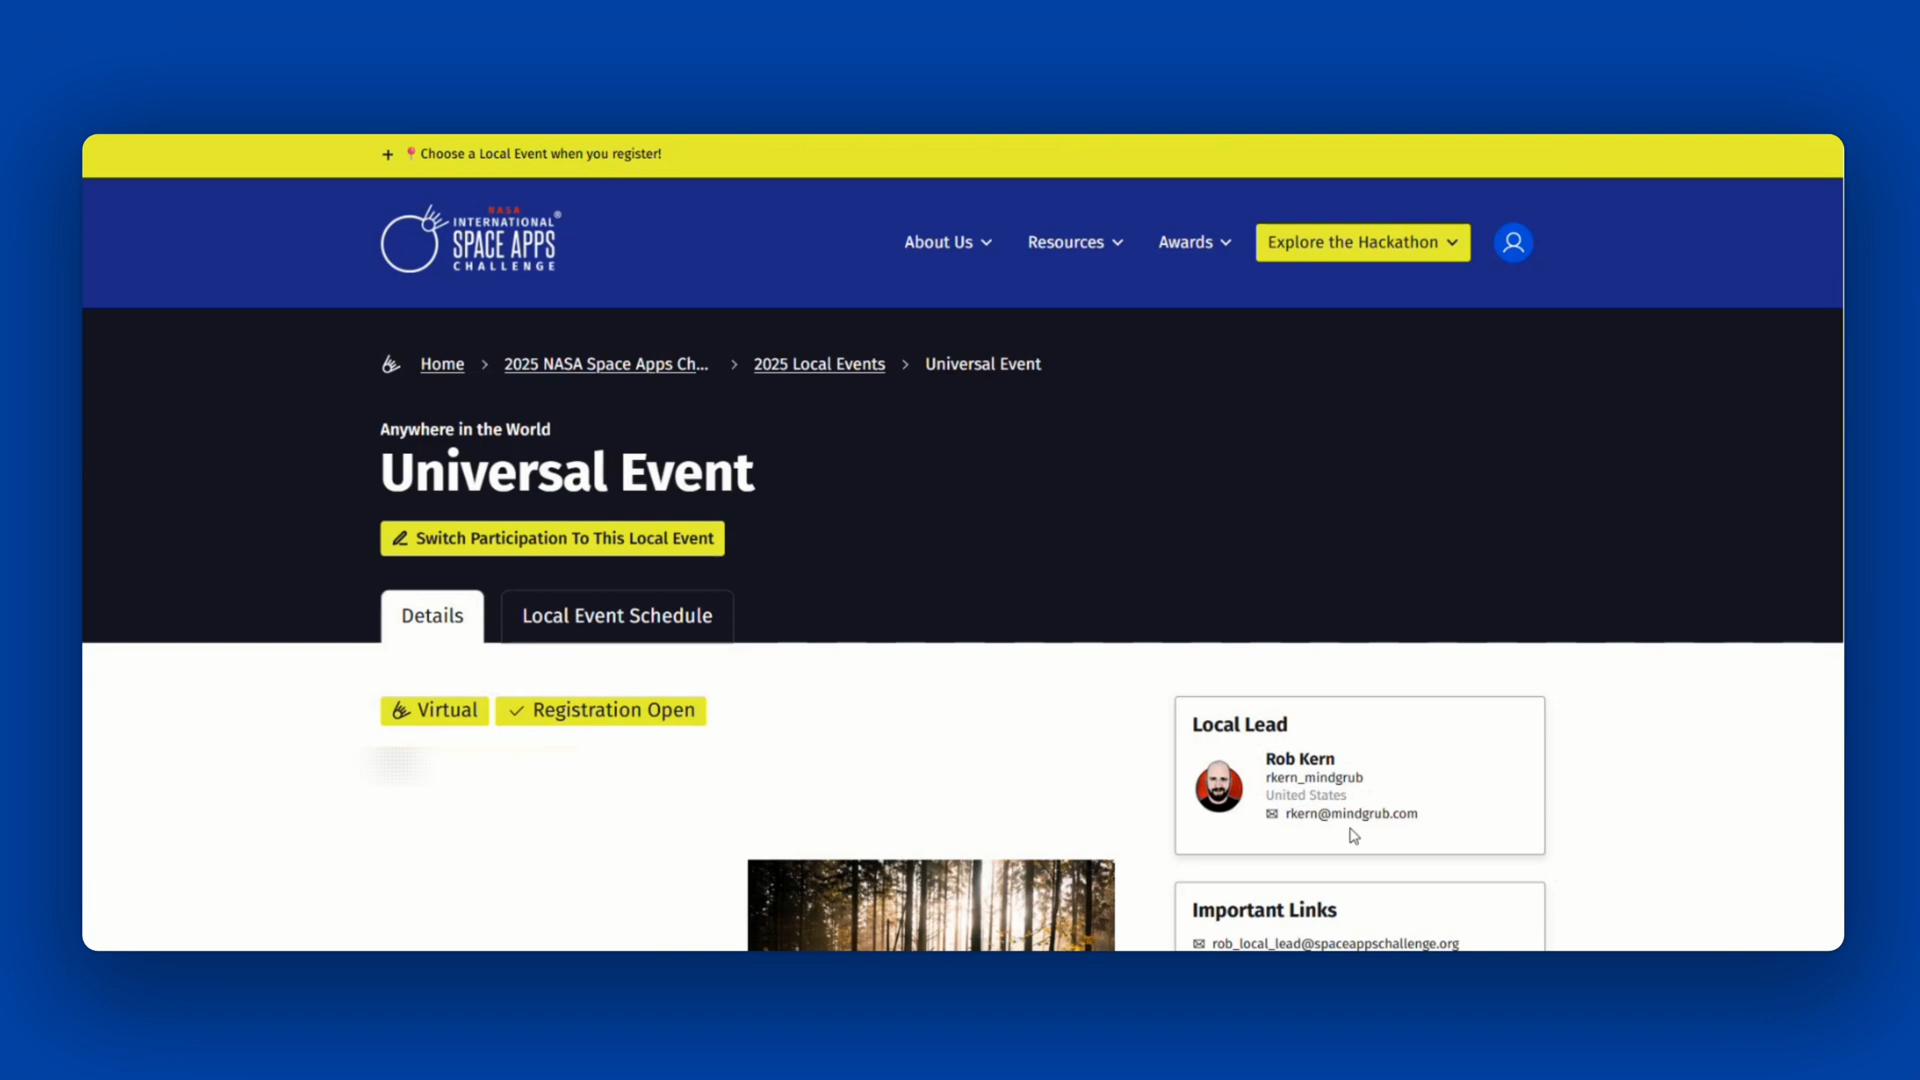 + 📍 Choose a Local Event when you register!
NASA
INTERNATIONAL®
SPACE APPS
CHALLENGE
About Us
Resources
Awards
Explore the Hackathon
Home > 2025 NASA Space Apps Ch... > 2025 Local Events > Universal Event
Anywhere in the World
Universal Event
Switch Participation To This Local Event
Details
Local Event Schedule
Virtual
Registration Open
Local Lead
Rob Kern
rkern_mindgrub
United States
rkern@mindgrub.com
Important Links
rob_local_lead@spaceappschallenge.org